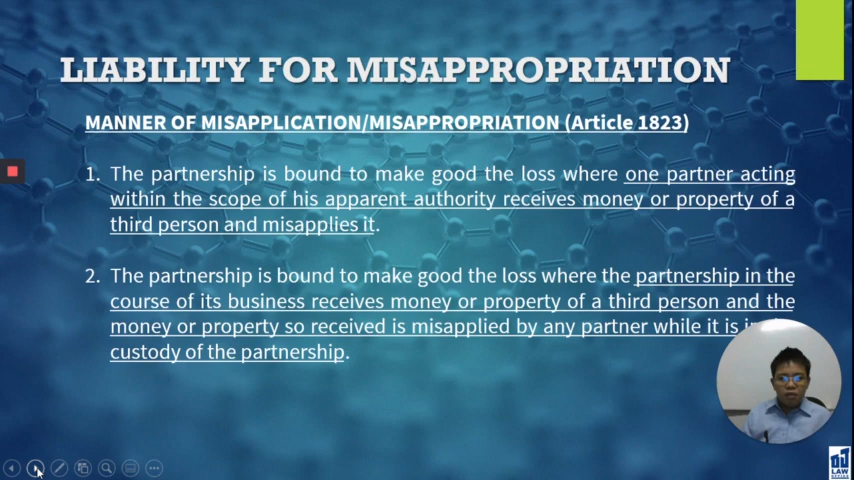 LIABILITY FOR MISAPPROPRIATION
MANNER OF MISAPPLICATION/MISAPPROPRIATION (Article 1823)
1. The partnership is bound to make good the loss where one partner acting
within the scope of his apparent authority receives money or property of a
third person and misapplies it.
2. The partnership is bound to make good the loss where the partnership in the
course of its business receives money or property of a third person and the
money or property so received is misapplied by any partner while it is
custody of the partnership.
LAW